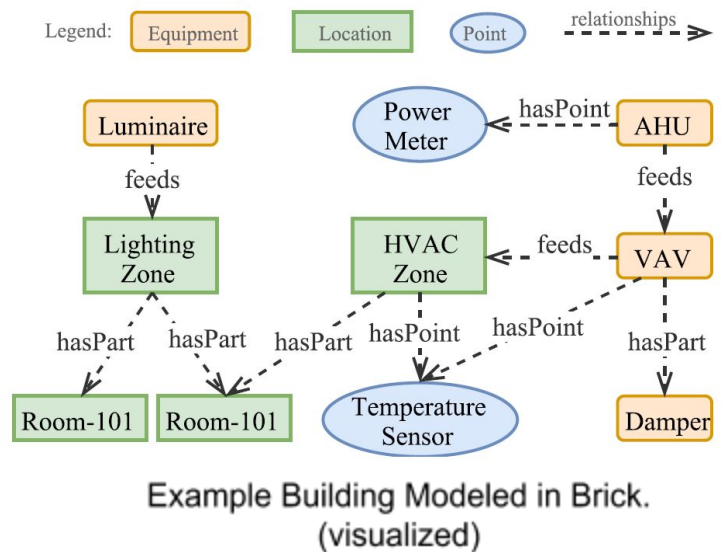 Legend: Equipment Location Point relationships
Power
Meter
hasPoint
Luminaire
AHU
feeds
feeds
Lighting
Zone
HVAC
Zone
feeds
VAV
hasPart
hasPart
hasPart
hasPoint
hasPoint
hasPart
Room-101
Room-101
Temperature
Sensor
Damper
Example Building Modeled in Brick.
(visualized)